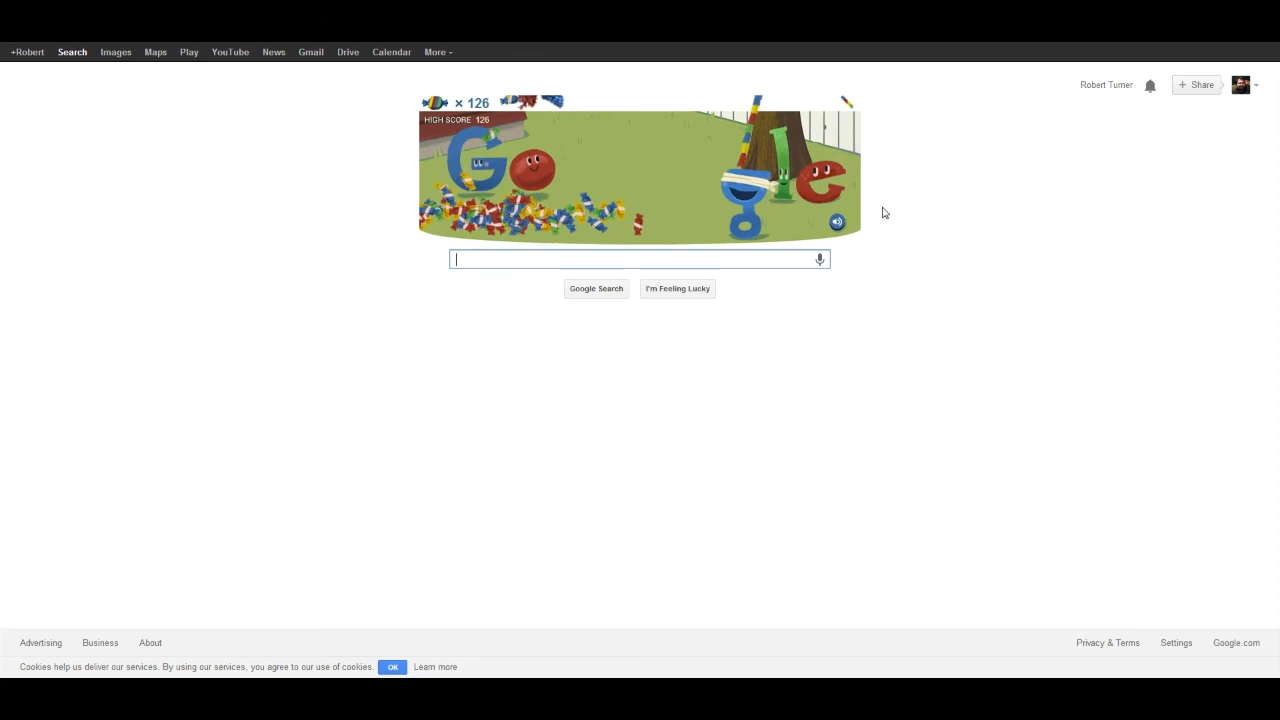 +Robert Search Images Maps Play YouTube News Gmail Drive Calendar More
Robert Turner + Share
× 126
HIGH SCORE 126
G o g l e
Google Search I'm Feeling Lucky
Advertising Business About Privacy & Terms Settings Google.com
Cookies help us deliver our services. By using our services, you agree to our use of cookies. OK Learn more